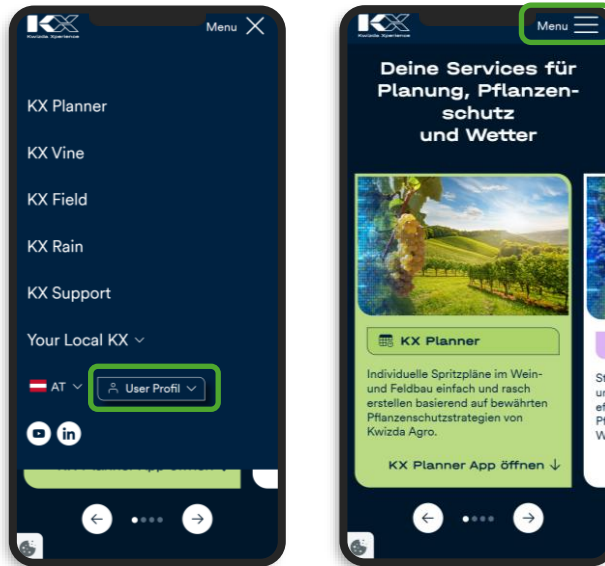 KX
Kwizda Xperience
Menu
KX Planner
KX Vine
KX Field
KX Rain
KX Support
Your Local KX
AT
User Profil
in
KX
Kwizda Xperience
Menu
Deine Services für
Planung, Pflanzen-
schutz
und Wetter
KX Planner
Individuelle Spritzpläne im Wein-
und Feldbau einfach und rasch
erstellen basierend auf bewährten
Pflanzenschutzstrategien von
Kwizda Agro.
KX Planner App öffnen